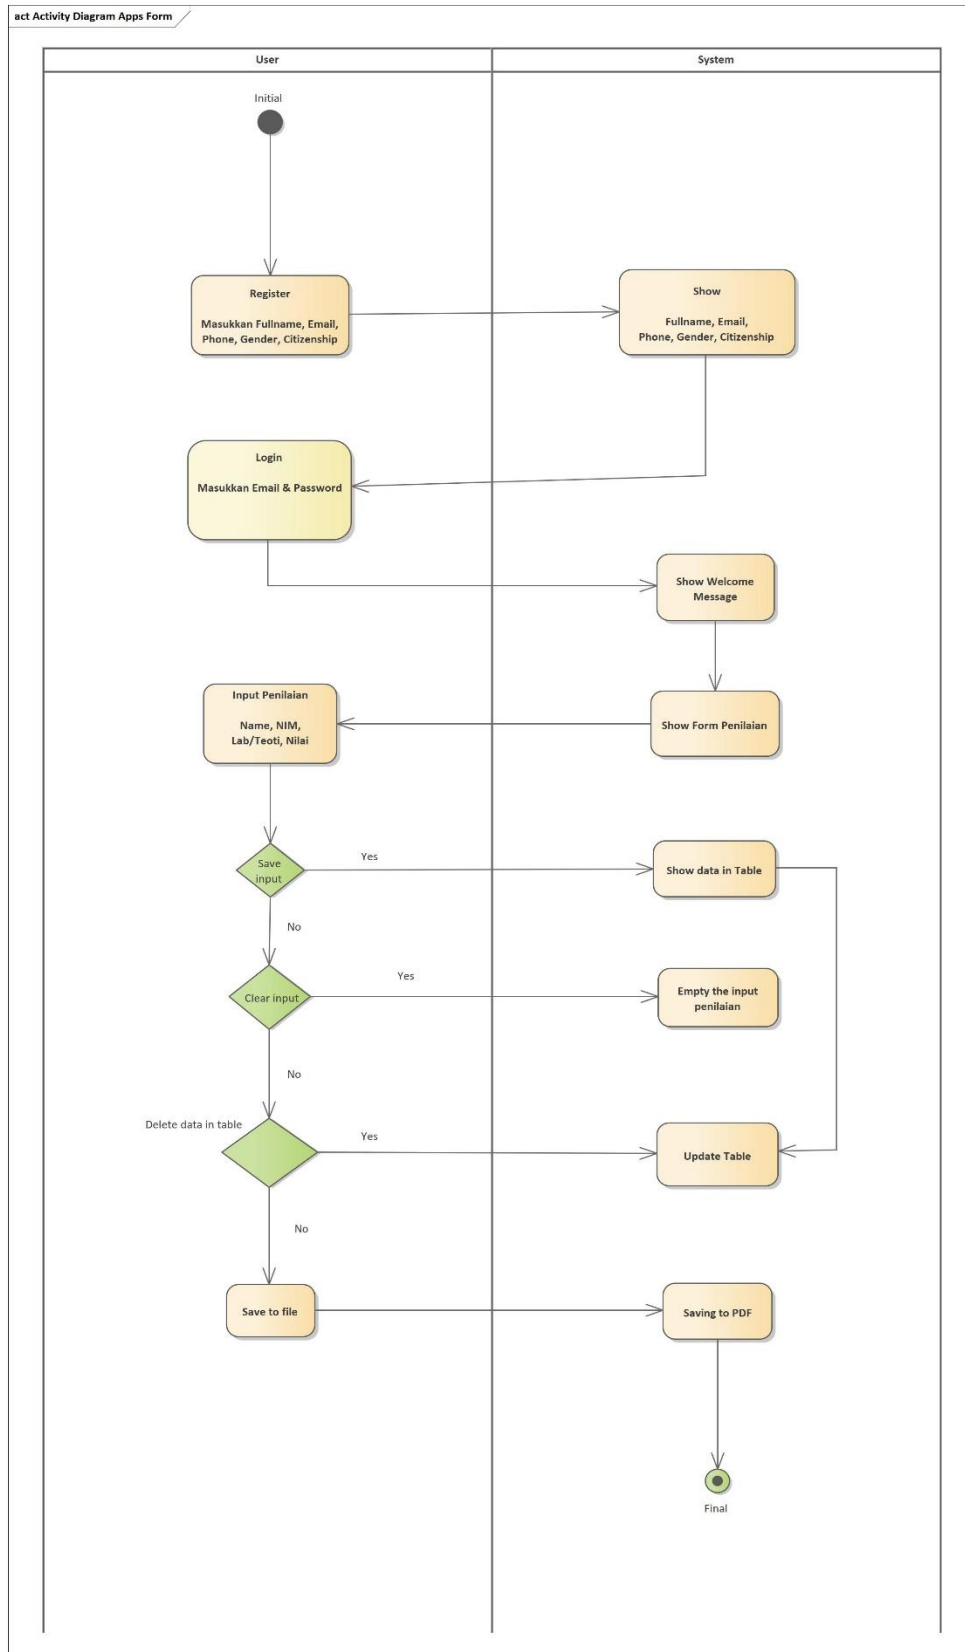 act Activity Diagram Apps Form
User
System
Initial
Register
Masukkan Fullname, Email,
Phone, Gender, Citizenship
Show
Fullname, Email,
Phone, Gender, Citizenship
Login
Masukkan Email & Password
Show Welcome
Message
Input Penilaian
Name, NIM,
Lab/Teoti, Nilai
Show Form Penilaian
Save
input
Yes
Show data in Table
No
Clear input
Yes
Empty the input
penilaian
No
Delete data in table
Yes
Update Table
No
Save to file
Saving to PDF
Final